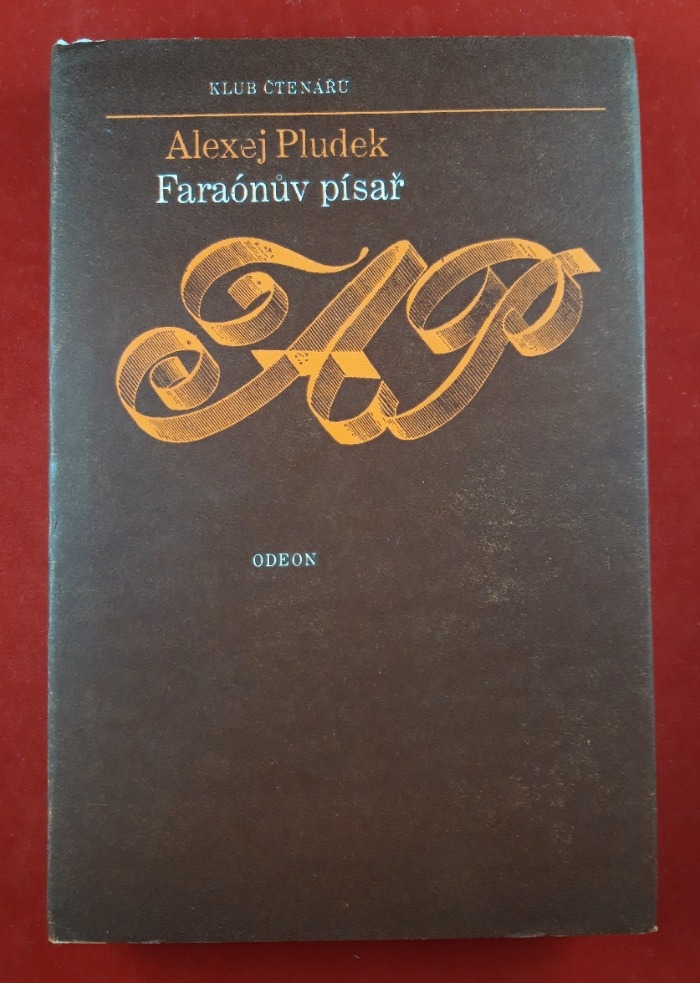 KLUB ČTENÁŘŮ
Alexej Pludek
Faraónův písař
AP
ODEON